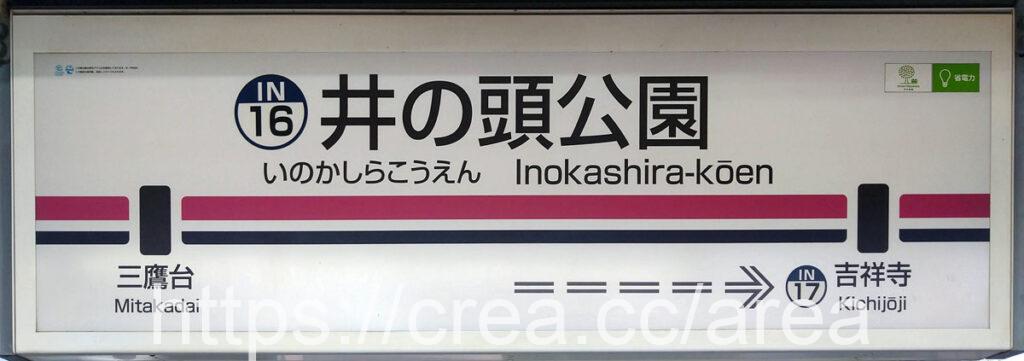 IN
16
井の頭公園
いのかしらこうえん Inokashira-kōen
省電力
三鷹台
Mitakadai
IN
17
吉祥寺
Kichijōji
https://crea.cc/area